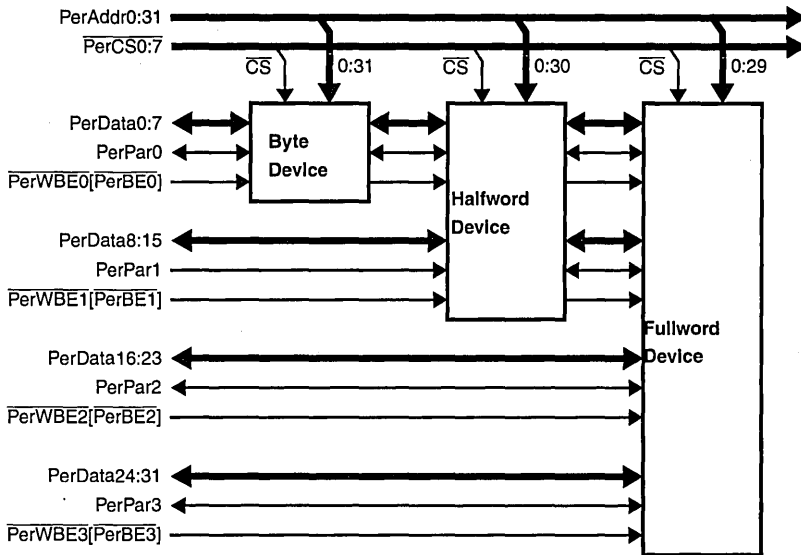 PerAddr0:31
PerCS0:7
CS 0:31 CS 0:30 CS 0:29
PerData0:7
PerPar0
PerWBE0[PerBE0]
Byte
Device
Halfword
Device
PerData8:15
PerPar1
PerWBE1[PerBE1]
Fullword
Device
PerData16:23
PerPar2
PerWBE2[PerBE2]
PerData24:31
PerPar3
PerWBE3[PerBE3]